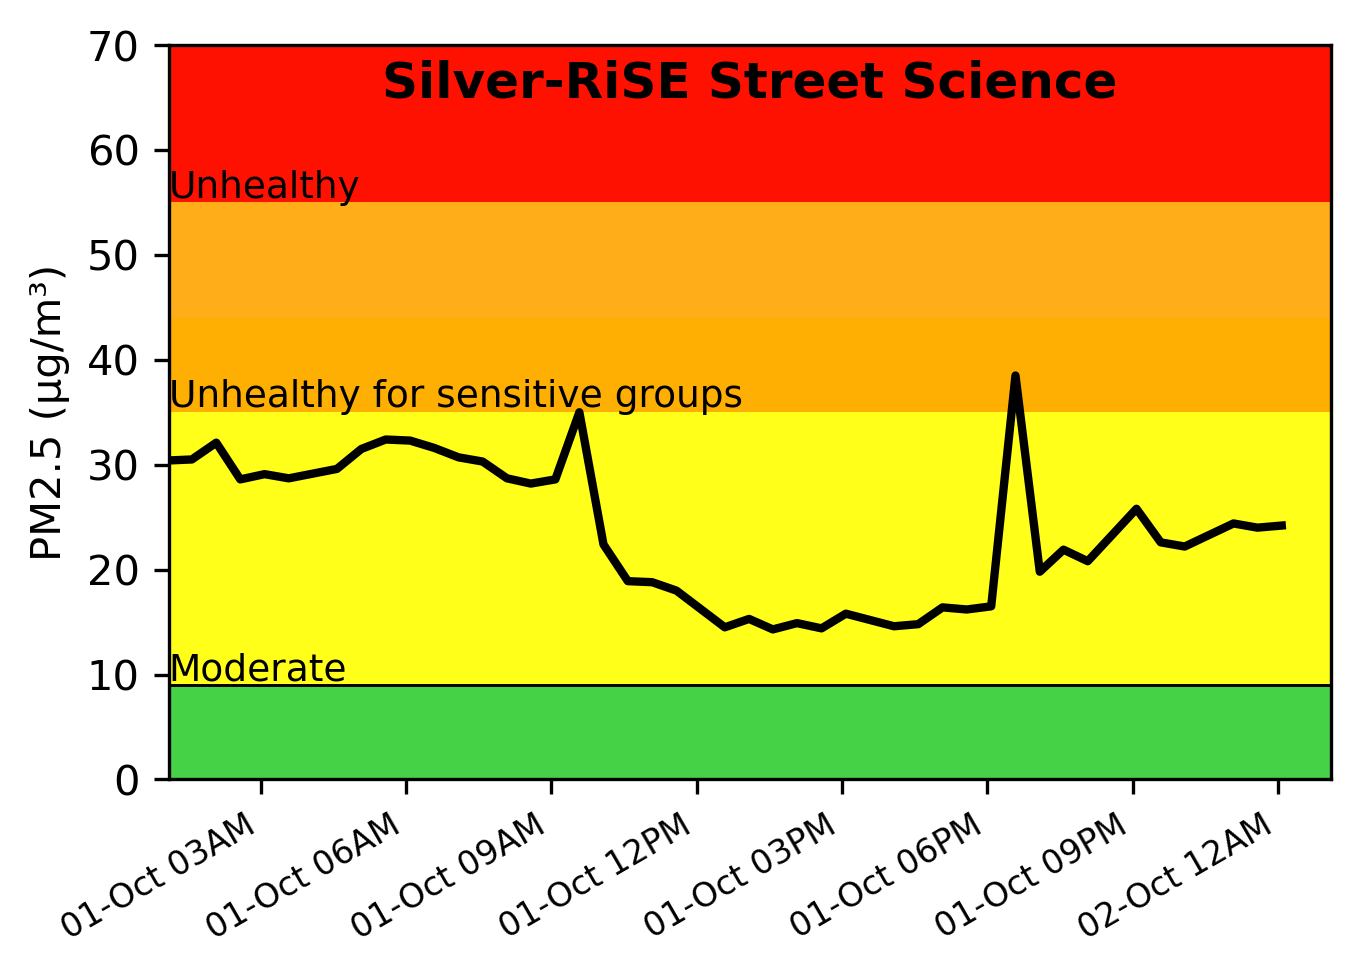 Silver-RiSE Street Science
70
60
Unhealthy
50
40
Unhealthy for sensitive groups
30
20
Moderate
10
0
PM2.5 (µg/m³)
01-Oct 03AM
01-Oct 06AM
01-Oct 09AM
01-Oct 12PM
01-Oct 03PM
01-Oct 06PM
01-Oct 09PM
02-Oct 12AM